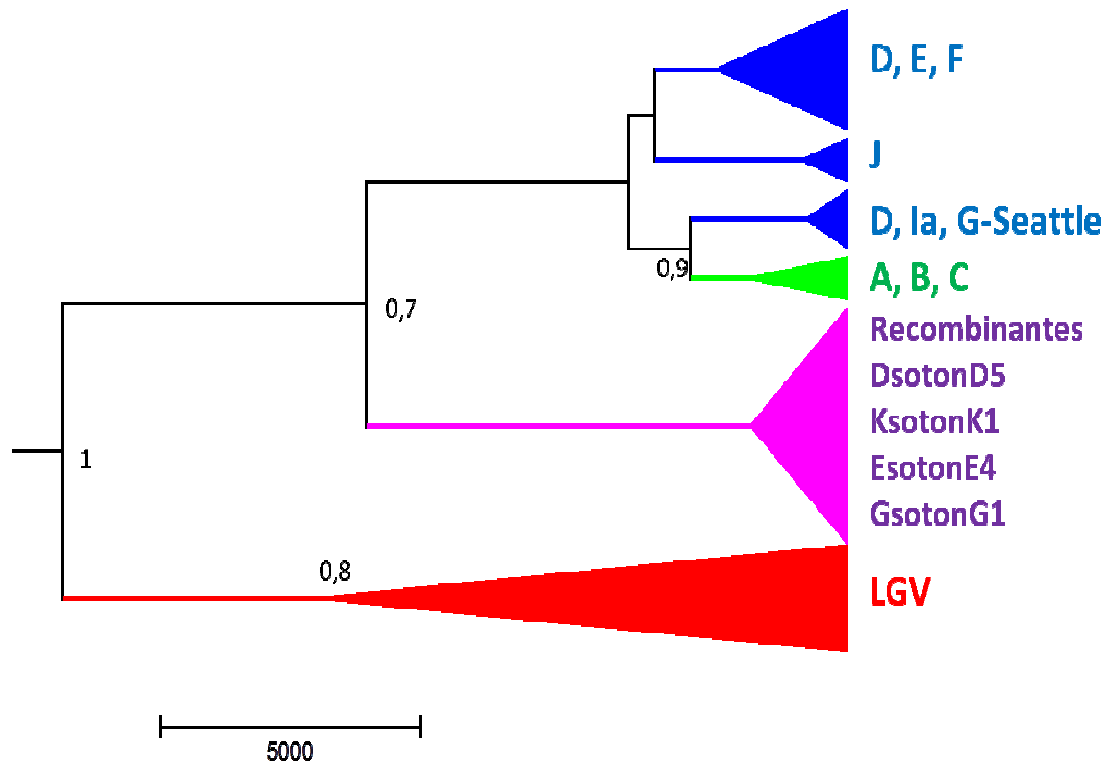 D, E, F
J
D, Ia, G-Seattle
0,9
A, B, C
0,7
Recombinantes
DsotonD5
KsotonK1
EsotonE4
GsotonG1
1
0,8
LGV
5000